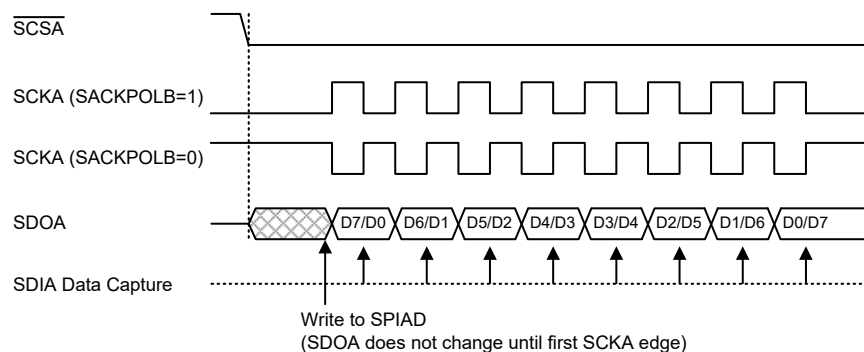 SCSA
SCKA (SACKPOLB=1)
SCKA (SACKPOLB=0)
SDOA
D7/D0 D6/D1 D5/D2 D4/D3 D3/D4 D2/D5 D1/D6 D0/D7
SDIA Data Capture
Write to SPIAD
(SDOA does not change until first SCKA edge)